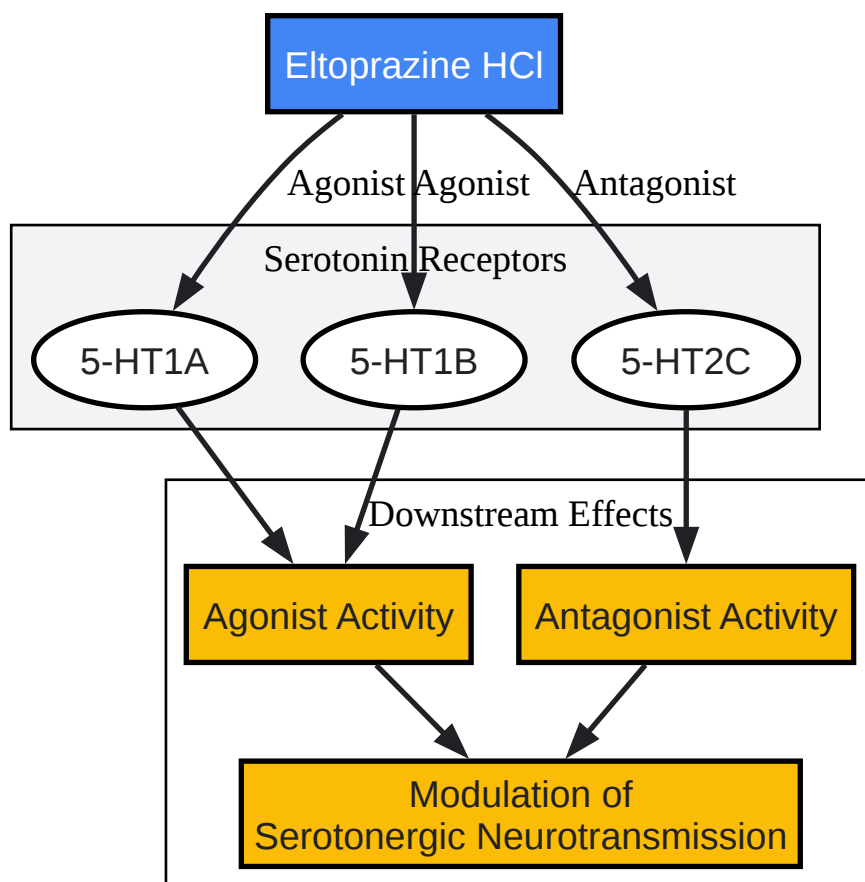 Eltoprazine HCl
Agonist
Agonist
Antagonist
Serotonin Receptors
5-HT1A
5-HT1B
5-HT2C
Downstream Effects
Agonist Activity
Antagonist Activity
Modulation of
Serotonergic Neurotransmission